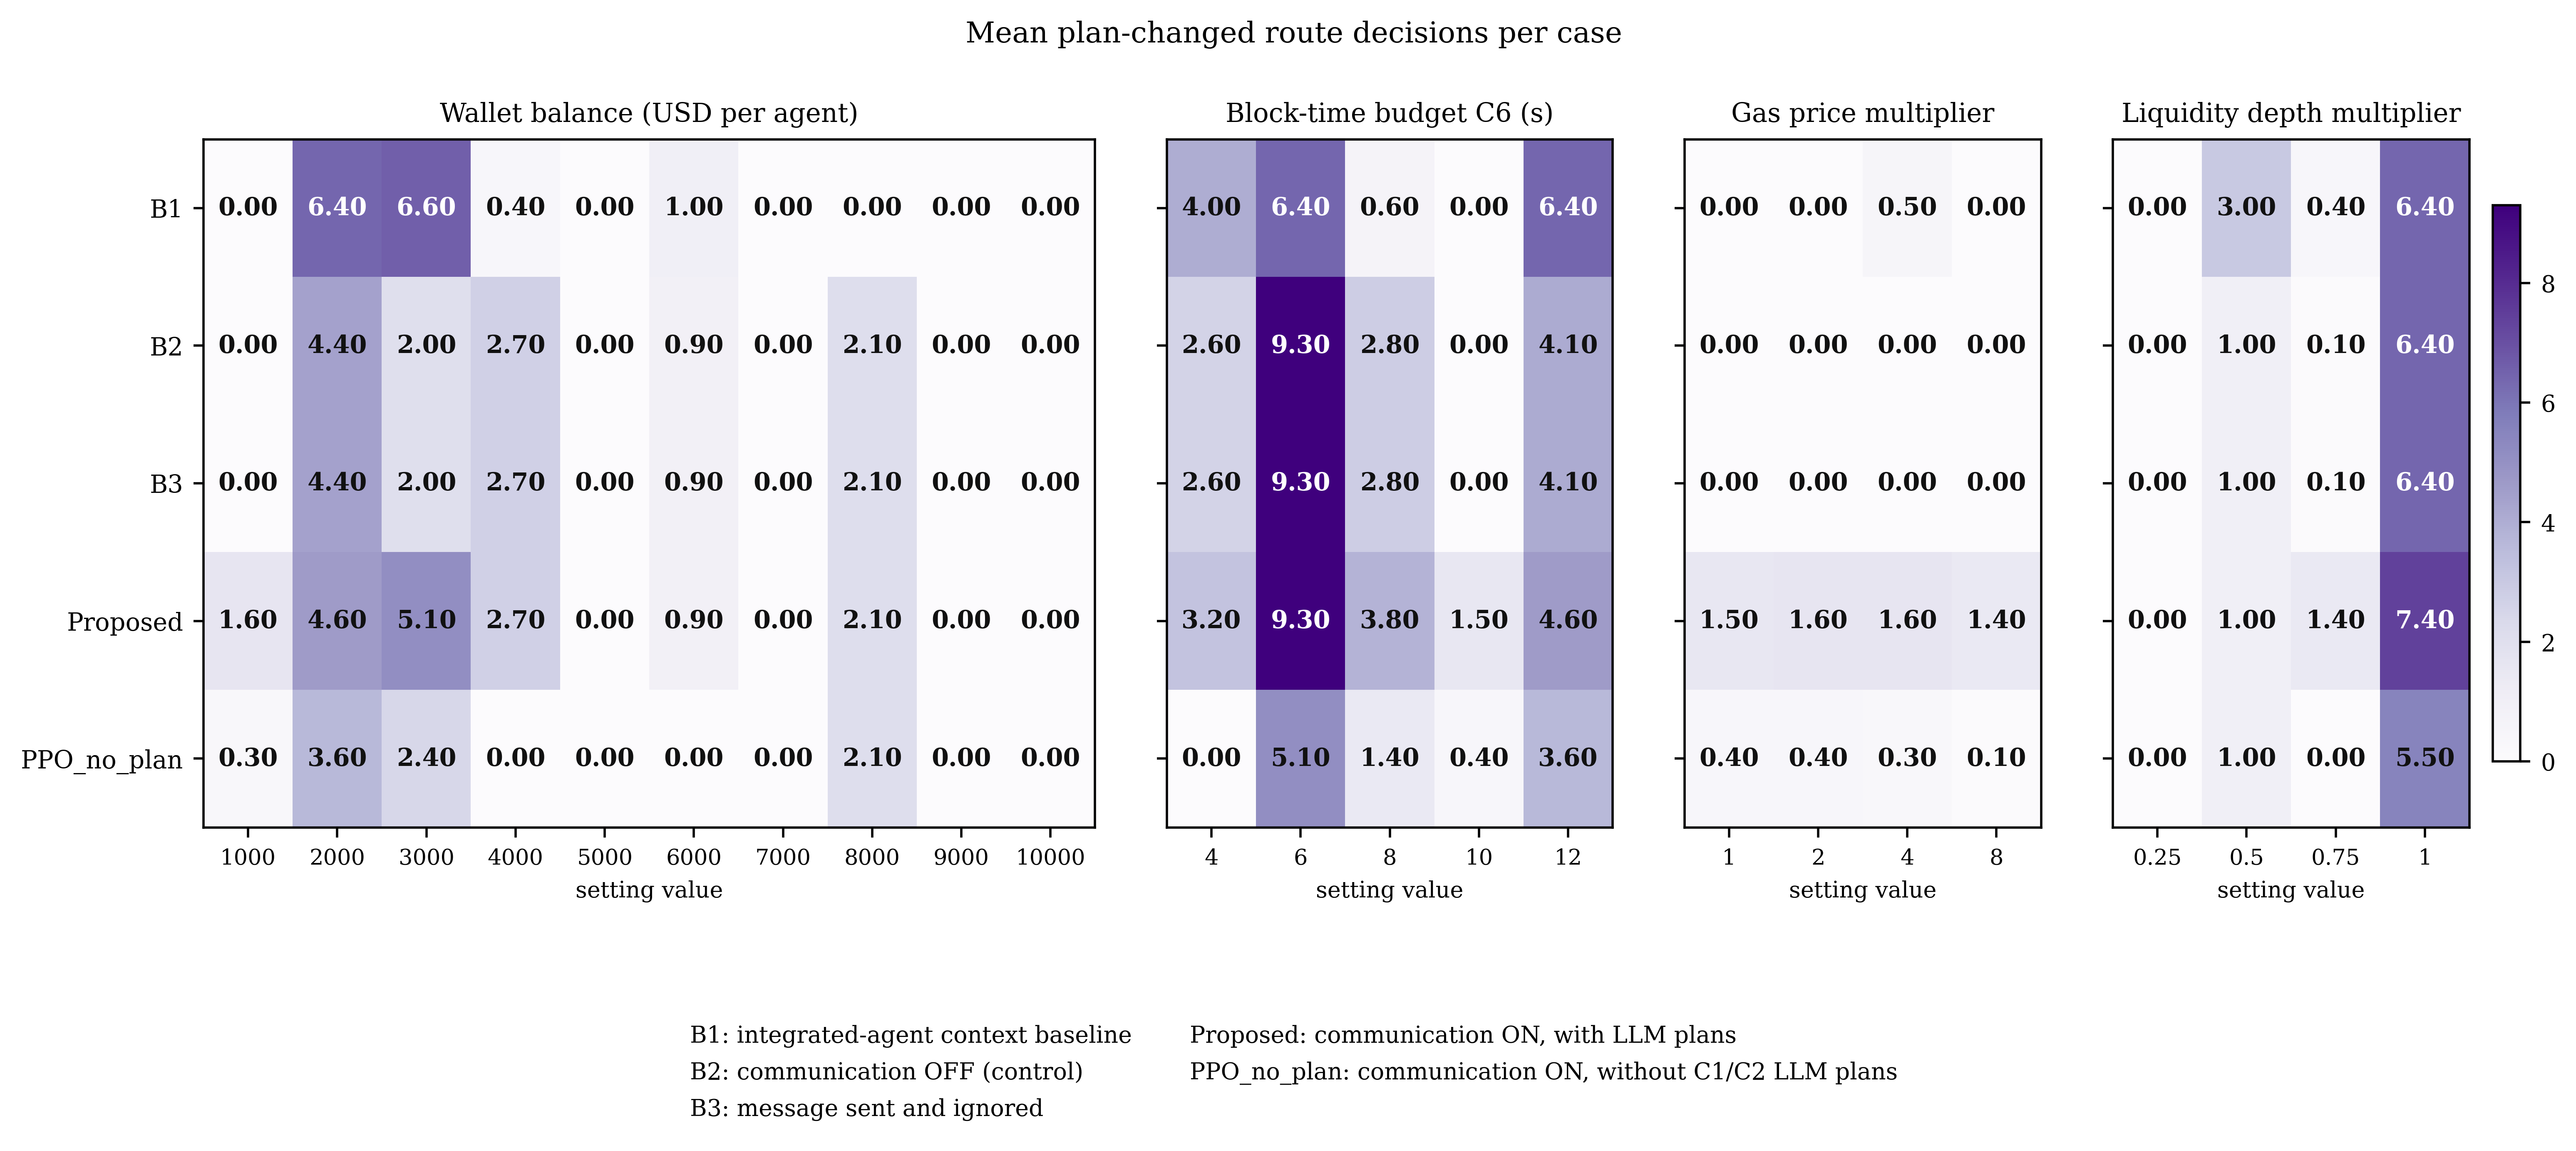 Mean plan-changed route decisions per case
Wallet balance (USD per agent)
B1 0.00 6.40 6.60 0.40 0.00 1.00 0.00 0.00 0.00 0.00
B2 0.00 4.40 2.00 2.70 0.00 0.90 0.00 2.10 0.00 0.00
B3 0.00 4.40 2.00 2.70 0.00 0.90 0.00 2.10 0.00 0.00
Proposed 1.60 4.60 5.10 2.70 0.00 0.90 0.00 2.10 0.00 0.00
PPO_no_plan 0.30 3.60 2.40 0.00 0.00 0.00 0.00 2.10 0.00 0.00
1000 2000 3000 4000 5000 6000 7000 8000 9000 10000
setting value
Block-time budget C6 (s)
4.00 6.40 0.60 0.00 6.40
2.60 9.30 2.80 0.00 4.10
2.60 9.30 2.80 0.00 4.10
3.20 9.30 3.80 1.50 4.60
0.00 5.10 1.40 0.40 3.60
4 6 8 10 12
setting value
Gas price multiplier
0.00 0.00 0.50 0.00
0.00 0.00 0.00 0.00
0.00 0.00 0.00 0.00
1.50 1.60 1.60 1.40
0.40 0.40 0.30 0.10
1 2 4 8
setting value
Liquidity depth multiplier
0.00 3.00 0.40 6.40
0.00 1.00 0.10 6.40
0.00 1.00 0.10 6.40
0.00 1.00 1.40 7.40
0.00 1.00 0.00 5.50
0.25 0.5 0.75 1
setting value
8
6
4
2
0
B1: integrated-agent context baseline
B2: communication OFF (control)
B3: message sent and ignored
Proposed: communication ON, with LLM plans
PPO_no_plan: communication ON, without C1/C2 LLM plans